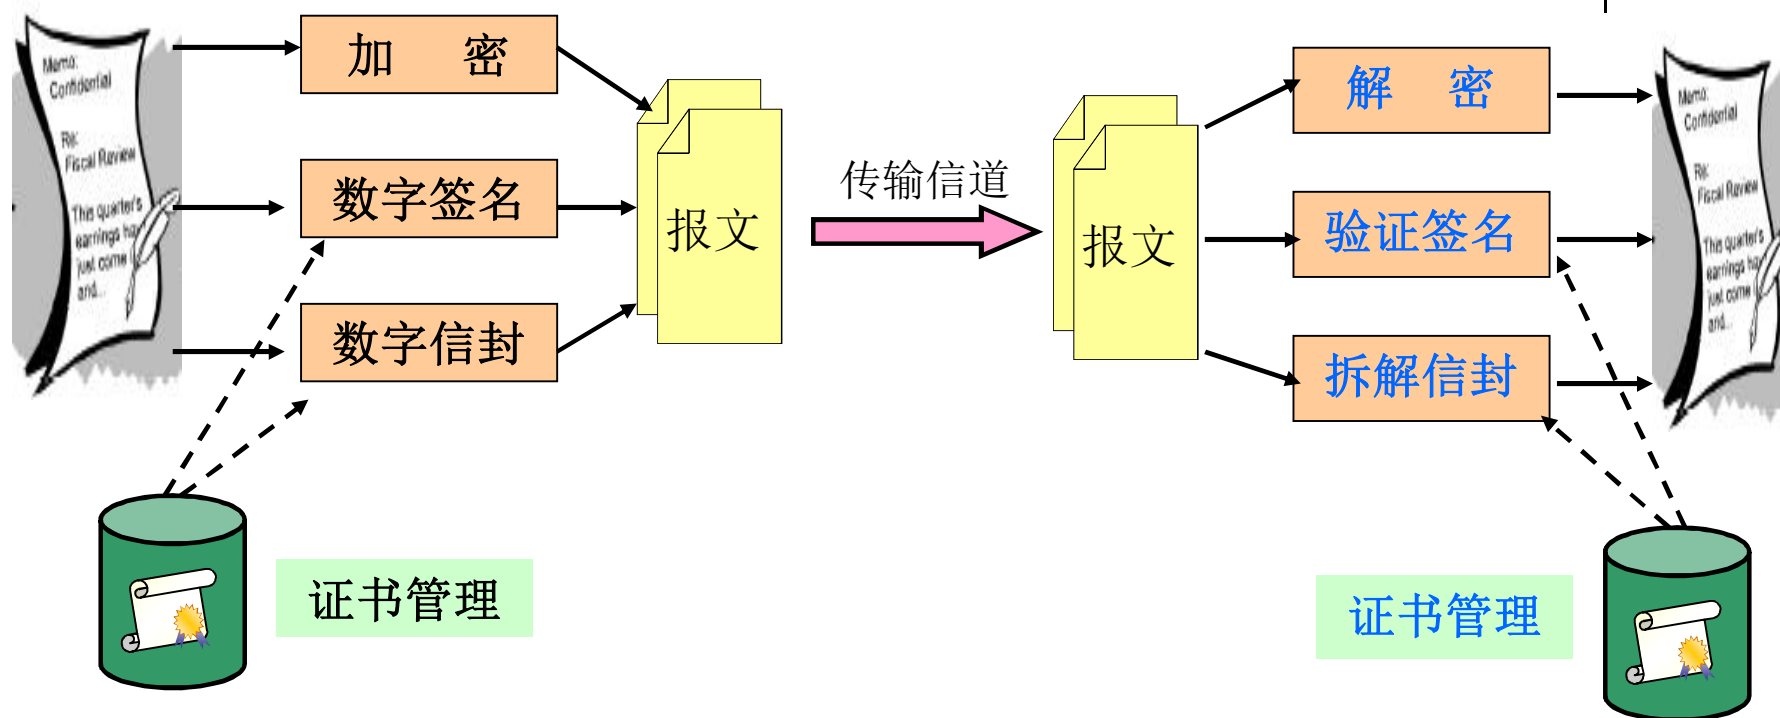 Memo:
Confidential
Re:
Fiscal Review
This quarter's
earnings ha
just come
and...
加 密
数字签名
数字信封
报文
证书管理
传输信道
报文
解 密
验证签名
拆解信封
证书管理
Memo:
Confidential
Re:
Fiscal Review
This quarter's
earnings ha
just come
and...